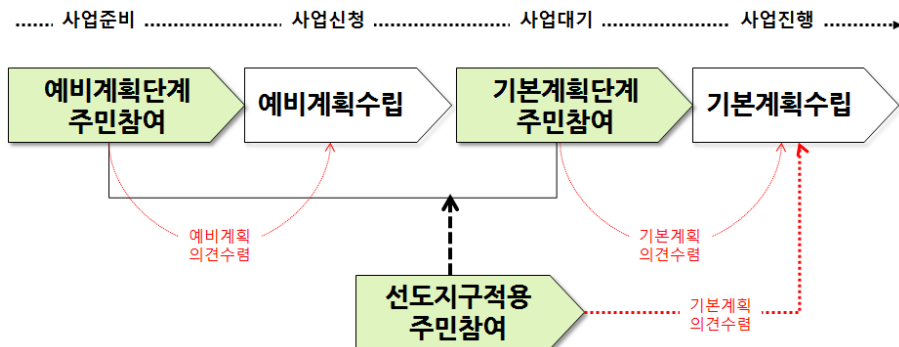 사업준비 사업신청 사업대기 사업진행
예비계획단계
주민참여
예비계획수립
기본계획단계
주민참여
기본계획수립
예비계획
의견수렴
기본계획
의견수렴
선도지구적용
주민참여
기본계획
의견수렴